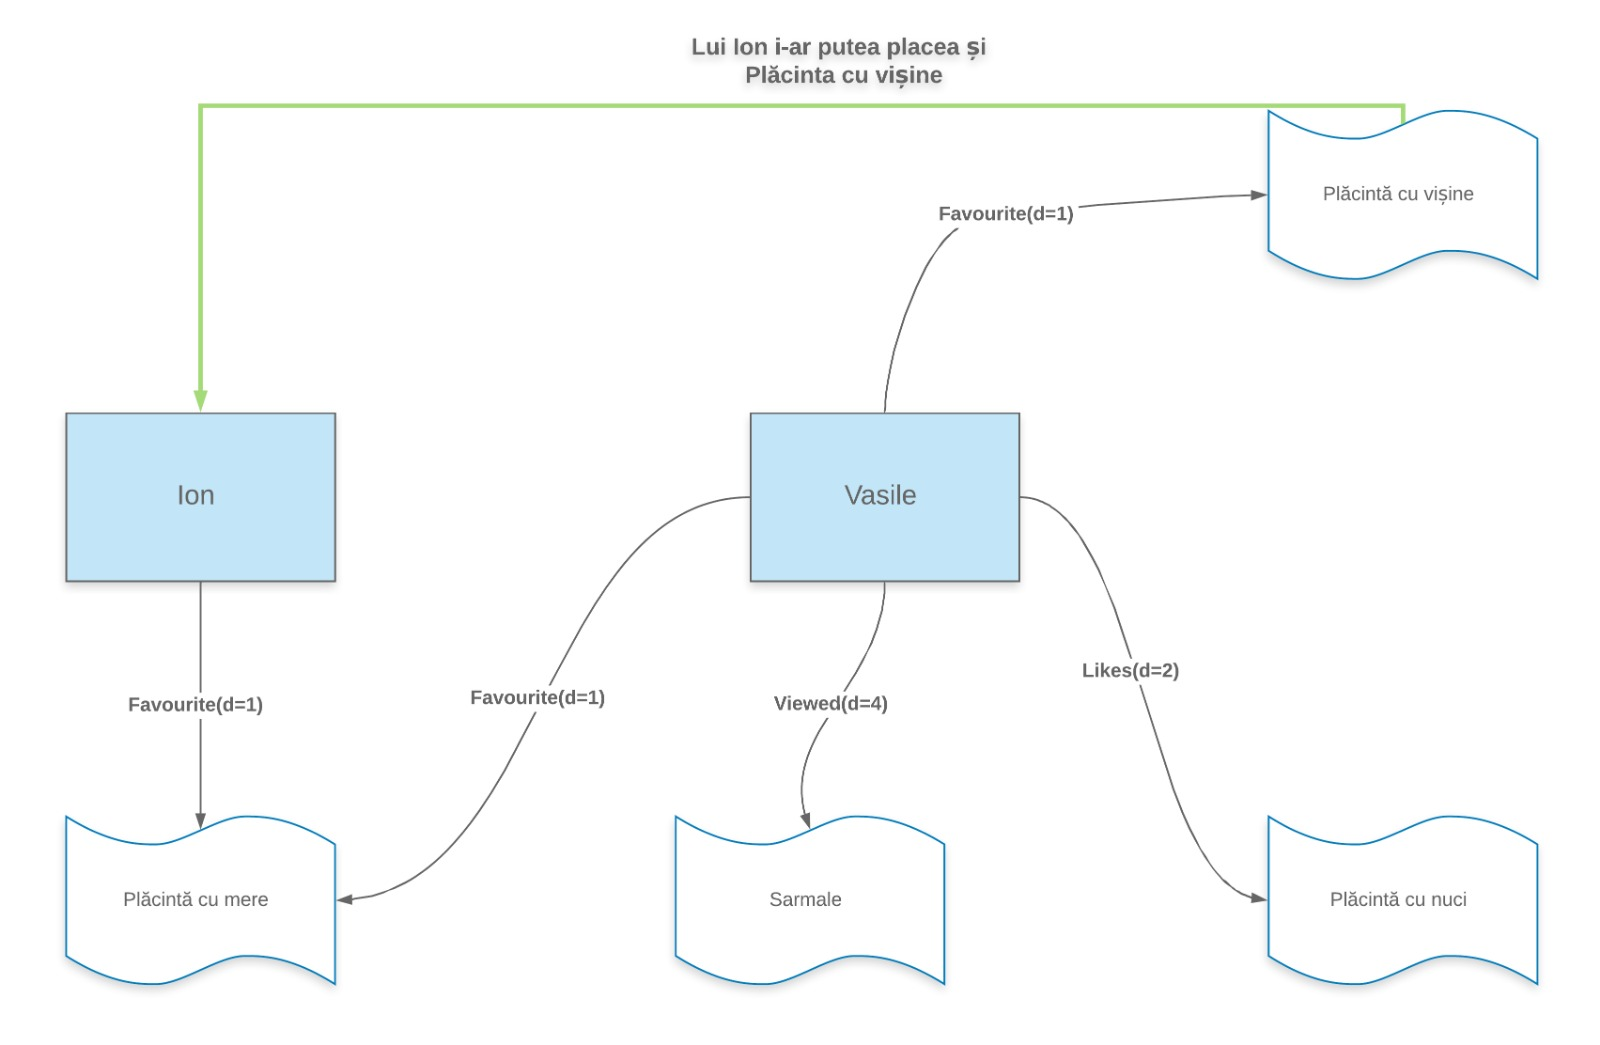 Lui Ion i-ar putea placea și
Plăcinta cu vișine
Plăcintă cu vișine
Favourite(d=1)
Ion
Vasile
Likes(d=2)
Favourite(d=1)
Favourite(d=1)
Viewed(d=4)
Plăcintă cu mere
Sarmale
Plăcintă cu nuci